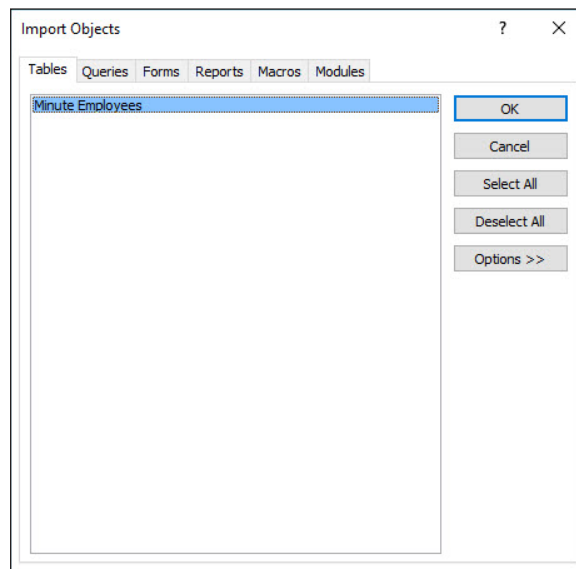 Import Objects ?
Tables Queries Forms Reports Macros Modules
Minute Employees
OK
Cancel
Select All
Deselect All
Options >>